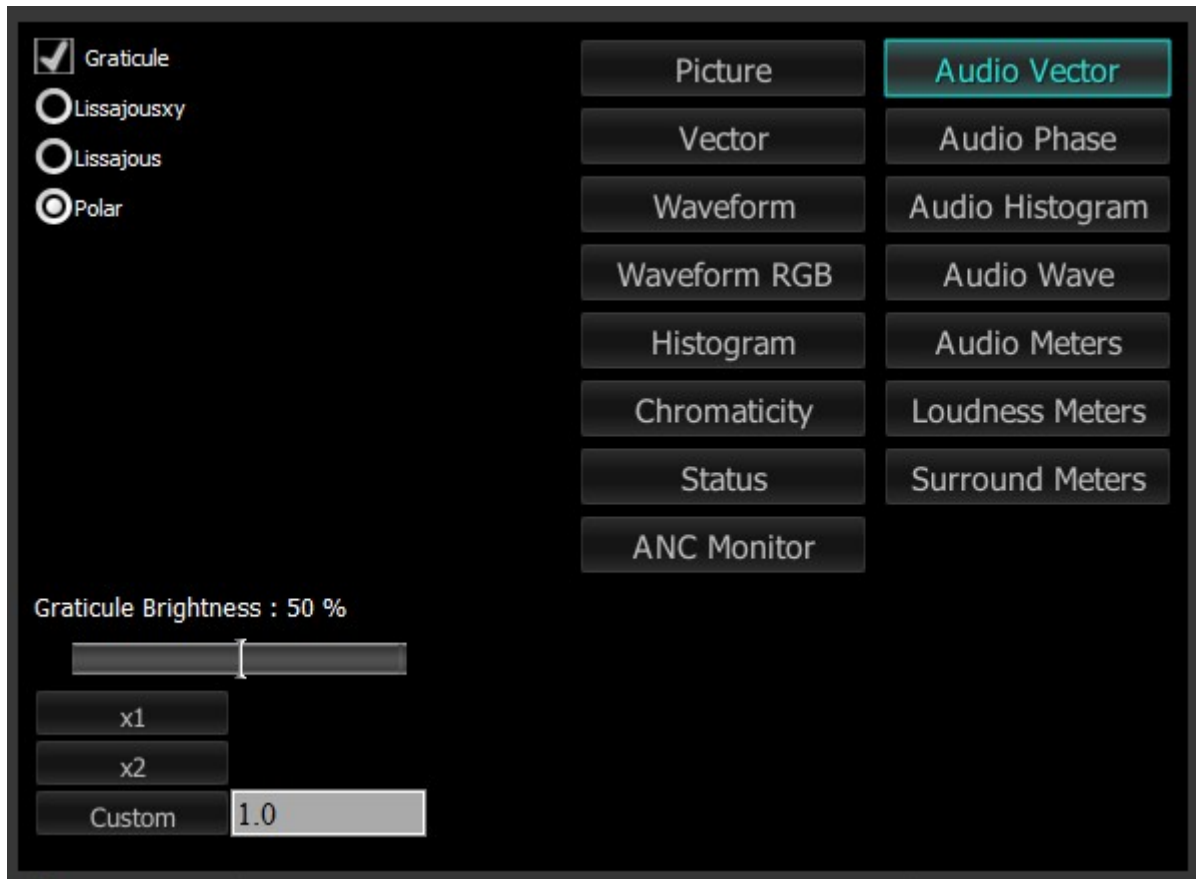 Graticule
Lissajousxy
Lissajous
Polar
Picture
Audio Vector
Vector
Audio Phase
Waveform
Audio Histogram
Waveform RGB
Audio Wave
Histogram
Audio Meters
Chromaticity
Loudness Meters
Status
Surround Meters
ANC Monitor
Graticule Brightness : 50 %
x1
x2
Custom
1.0